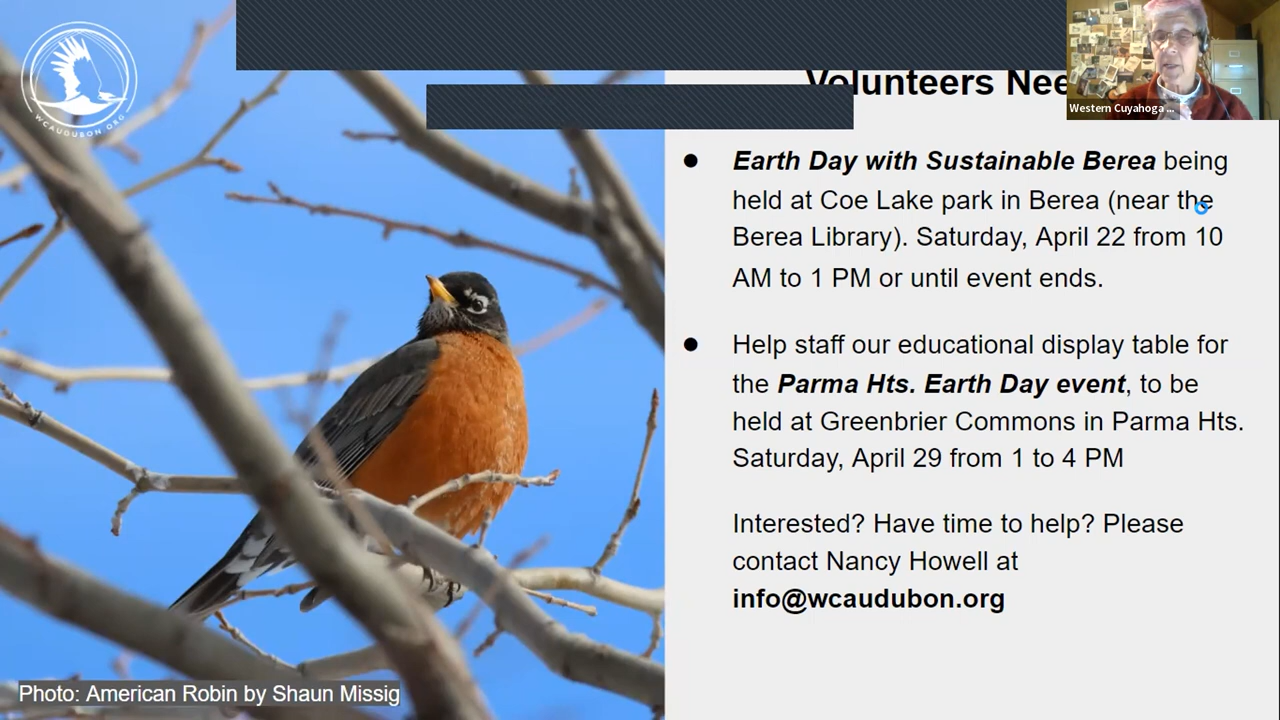 WCAUDUBON.ORG
Volunteers Nee
Western Cuyahoga ...
● Earth Day with Sustainable Berea being
held at Coe Lake park in Berea (near the
Berea Library). Saturday, April 22 from 10
AM to 1 PM or until event ends.
● Help staff our educational display table for
the Parma Hts. Earth Day event, to be
held at Greenbrier Commons in Parma Hts.
Saturday, April 29 from 1 to 4 PM
Interested? Have time to help? Please
contact Nancy Howell at
info@wcaudubon.org
Photo: American Robin by Shaun Missig